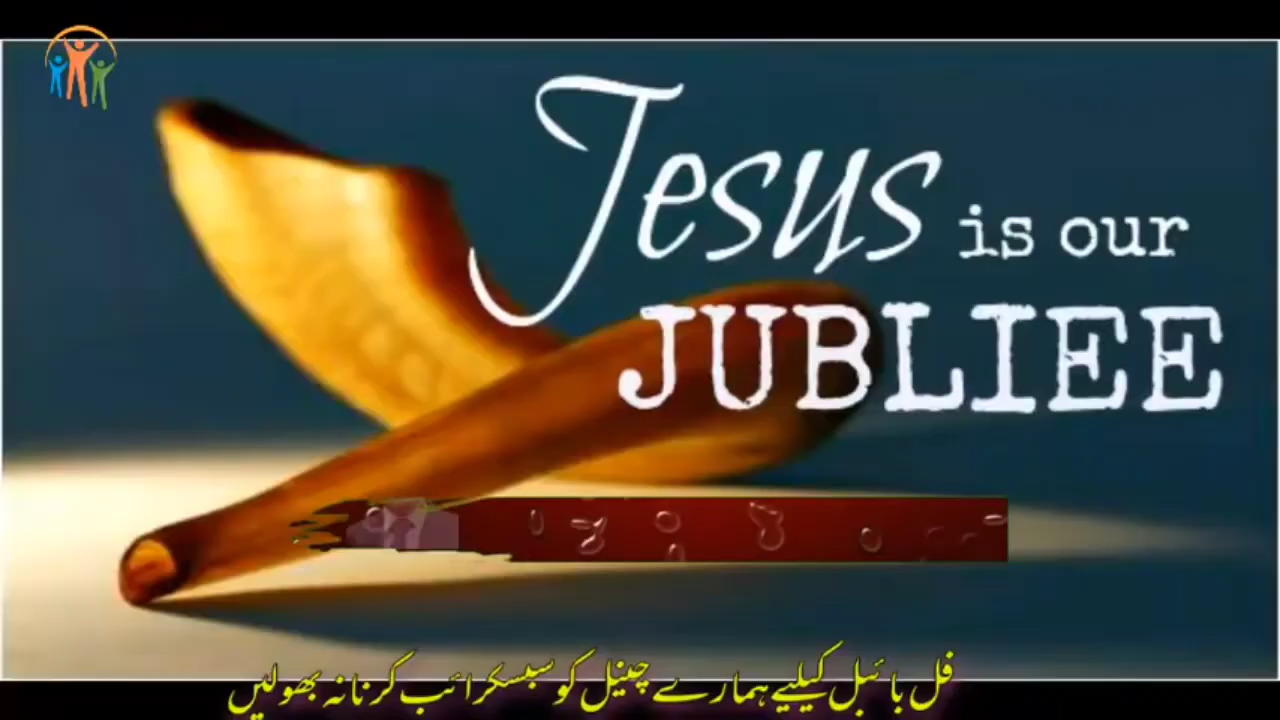 Jesus is our
JUBLIEE
فل بائبل کیلیے ہمارے چینل کو سبسکرائب کرنا نہ بھولیں